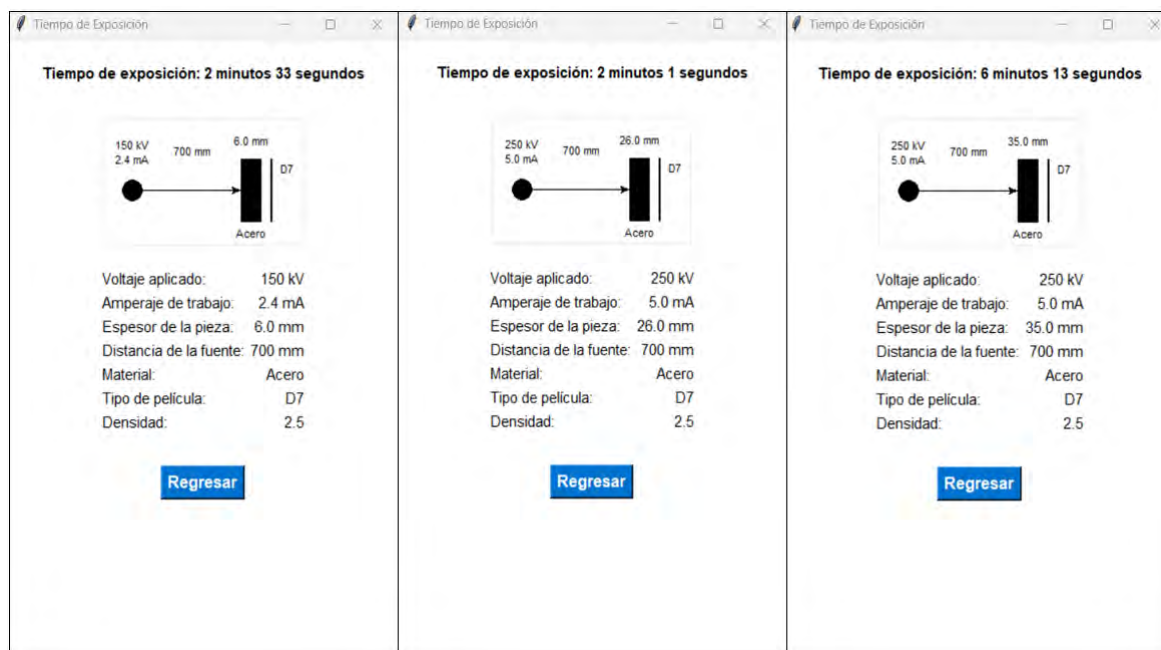 Tiempo de Exposición
Tiempo de exposición: 2 minutos 33 segundos
150 kV
2.4 mA
700 mm
6.0 mm
D7
Acero
Voltaje aplicado: 150 kV
Amperaje de trabajo: 2.4 mA
Espesor de la pieza: 6.0 mm
Distancia de la fuente: 700 mm
Material: Acero
Tipo de película: D7
Densidad: 2.5
Regresar
Tiempo de Exposición
Tiempo de exposición: 2 minutos 1 segundos
250 kV
5.0 mA
700 mm
26.0 mm
D7
Acero
Voltaje aplicado: 250 kV
Amperaje de trabajo: 5.0 mA
Espesor de la pieza: 26.0 mm
Distancia de la fuente: 700 mm
Material: Acero
Tipo de película: D7
Densidad: 2.5
Regresar
Tiempo de Exposición
Tiempo de exposición: 6 minutos 13 segundos
250 kV
5.0 mA
700 mm
35.0 mm
D7
Acero
Voltaje aplicado: 250 kV
Amperaje de trabajo: 5.0 mA
Espesor de la pieza: 35.0 mm
Distancia de la fuente: 700 mm
Material: Acero
Tipo de película: D7
Densidad: 2.5
Regresar